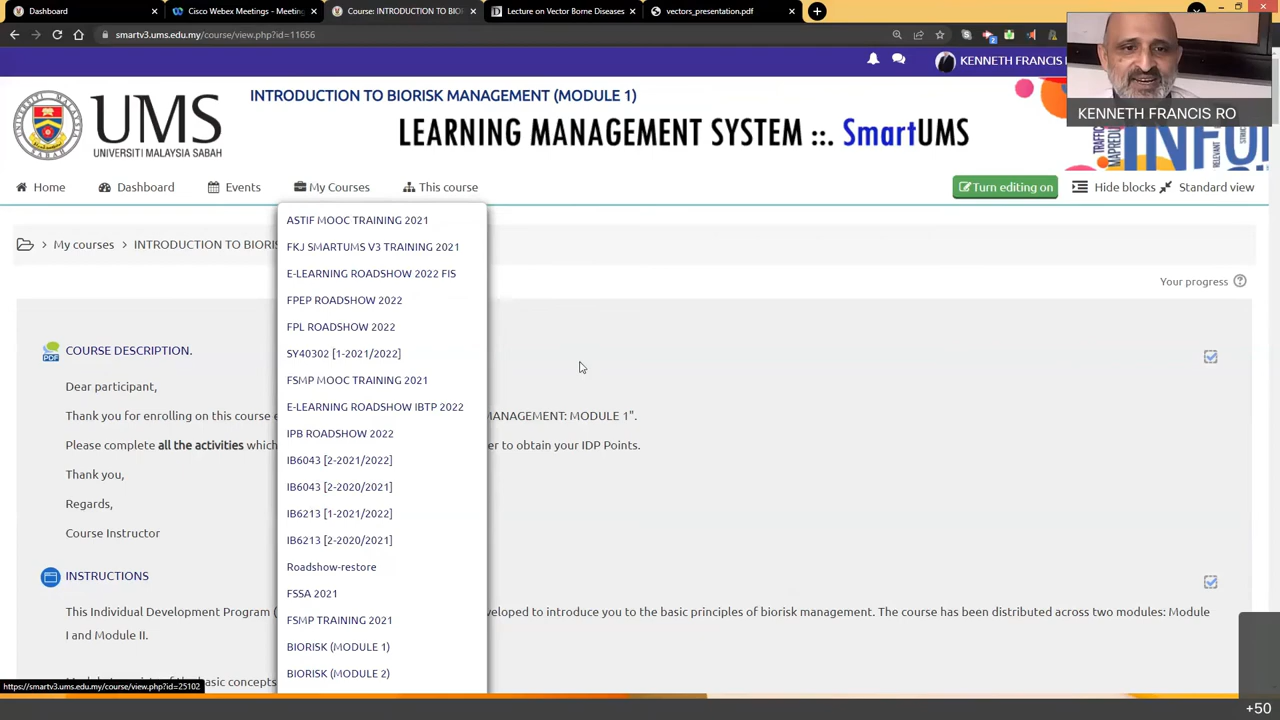 Dashboard
Cisco Webex Meetings - Meetin
Course: INTRODUCTION TO BIOR
Lecture on Vector Borne Diseases
vectors_presentation.pdf
smartv3.ums.edu.my/course/view.php?id=11656
KENNETH FRANCIS
UMS
UNIVERSITI MALAYSIA SABAH
INTRODUCTION TO BIORISK MANAGEMENT (MODULE 1)
LEARNING MANAGEMENT SYSTEM ::. SmartUMS
KENNETH FRANCIS RO
Home
Dashboard
Events
My Courses
This course
Turn editing on
Hide blocks
Standard view
My courses > INTRODUCTION TO BIORIS
Your progress
ASTIF MOOC TRAINING 2021
FKJ SMARTUMS V3 TRAINING 2021
E-LEARNING ROADSHOW 2022 FIS
FPEP ROADSHOW 2022
FPL ROADSHOW 2022
SY40302 [1-2021/2022]
FSMP MOOC TRAINING 2021
E-LEARNING ROADSHOW IBTP 2022
IPB ROADSHOW 2022
IB6043 [2-2021/2022]
IB6043 [2-2020/2021]
IB6213 [1-2021/2022]
IB6213 [2-2020/2021]
Roadshow-restore
FSSA 2021
FSMP TRAINING 2021
BIORISK (MODULE 1)
BIORISK (MODULE 2)
COURSE DESCRIPTION.
Dear participant,
Thank you for enrolling on this course e MANAGEMENT: MODULE 1".
Please complete all the activities which er to obtain your IDP Points.
Thank you,
Regards,
Course Instructor
INSTRUCTIONS
This Individual Development Program ( veloped to introduce you to the basic principles of biorisk management. The course has been distributed across two modules: Module
I and Module II.
https://smartv3.ums.edu.my/course/view.php?id=25102
basic concepts
+50